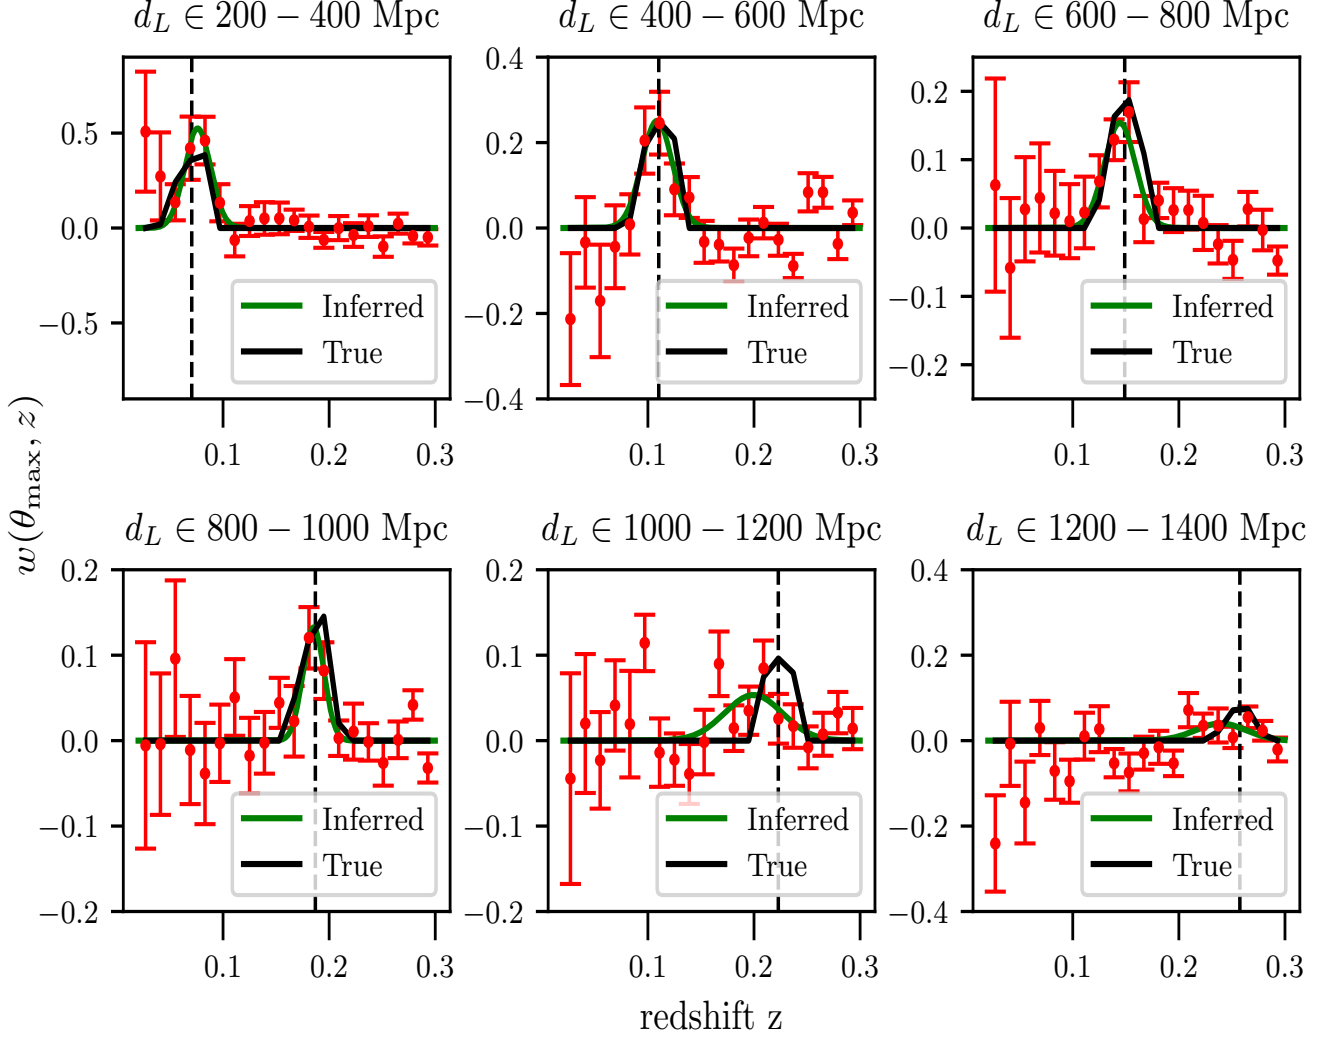 d_L ∈ 200 − 400 Mpc
d_L ∈ 400 − 600 Mpc
d_L ∈ 600 − 800 Mpc
0.5
0.0
−0.5
0.1
0.2
0.3
Inferred
True
0.4
0.2
0.0
−0.2
−0.4
0.1
0.2
0.3
Inferred
True
0.2
0.1
0.0
−0.1
−0.2
0.1
0.2
0.3
Inferred
True
w(θ_max, z)
d_L ∈ 800 − 1000 Mpc
d_L ∈ 1000 − 1200 Mpc
d_L ∈ 1200 − 1400 Mpc
0.2
0.1
0.0
−0.1
−0.2
0.1
0.2
0.3
Inferred
True
0.2
0.1
0.0
−0.1
−0.2
0.1
0.2
0.3
Inferred
True
0.4
0.2
0.0
−0.2
−0.4
0.1
0.2
0.3
Inferred
True
redshift z